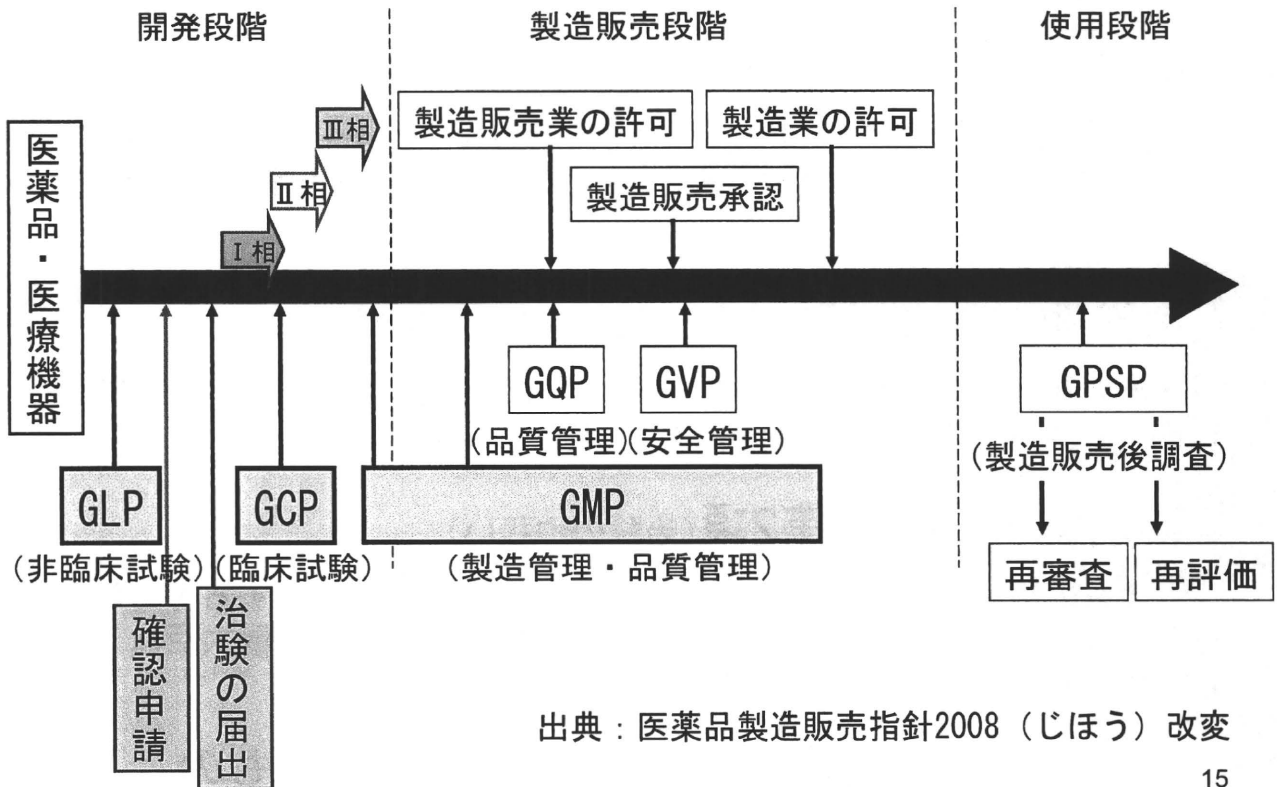 開発段階
製造販売段階
使用段階
医薬品・医療機器
Ⅰ相
Ⅱ相
Ⅲ相
製造販売業の許可
製造業の許可
製造販売承認
GQP
(品質管理)
GVP
(安全管理)
GPSP
(製造販売後調査)
GLP
(非臨床試験)
GCP
(臨床試験)
GMP
(製造管理・品質管理)
再審査
再評価
確認申請
治験の届出
出典：医薬品製造販売指針2008（じほう）改変
15